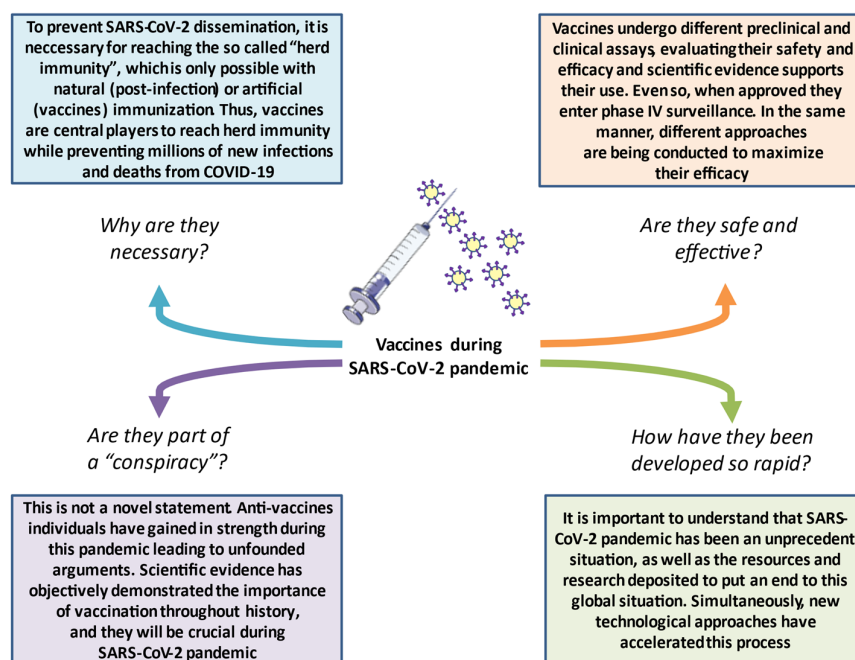 To prevent SARS-CoV-2 dissemination, it is
neccessary for reaching the so called “herd
immunity”, which is only possible with
natural (post-infection) or artificial
(vaccines) immunization. Thus, vaccines
are central players to reach herd immunity
while preventing millions of new infections
and deaths from COVID-19
Vaccines undergo different preclinical and
clinical assays, evaluating their safety and
efficacy and scientific evidence supports
their use. Even so, when approved they
enter phase IV surveillance. In the same
manner, different approaches
are being conducted to maximize
their efficacy
Why are they
necessary?
Are they safe and
effective?
Vaccines during
SARS-CoV-2 pandemic
Are they part of
a “conspiracy”?
How have they been
developed so rapid?
This is not a novel statement. Anti-vaccines
individuals have gained in strength during
this pandemic leading to unfounded
arguments. Scientific evidence has
objectively demonstrated the importance
of vaccination throughout history,
and they will be crucial during
SARS-CoV-2 pandemic
It is important to understand that SARS-
CoV-2 pandemic has been an unprecedent
situation, as well as the resources and
research deposited to put an end to this
global situation. Simultaneously, new
technological approaches have
accelerated this process